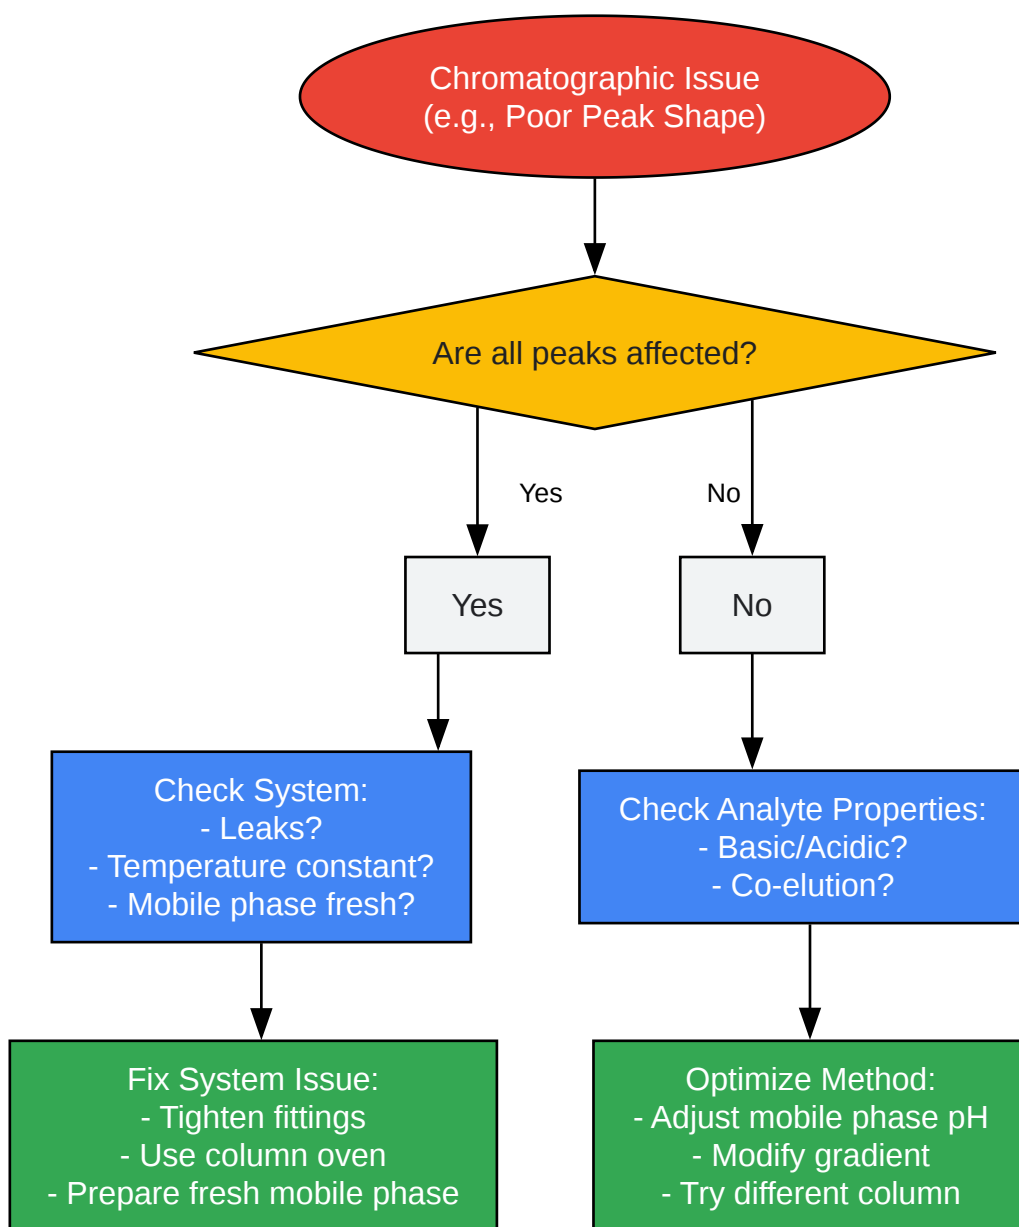 Chromatographic Issue
(e.g., Poor Peak Shape)
Are all peaks affected?
Yes
No
Yes
No
Check System:
- Leaks?
- Temperature constant?
- Mobile phase fresh?
Check Analyte Properties:
- Basic/Acidic?
- Co-elution?
Fix System Issue:
- Tighten fittings
- Use column oven
- Prepare fresh mobile phase
Optimize Method:
- Adjust mobile phase pH
- Modify gradient
- Try different column